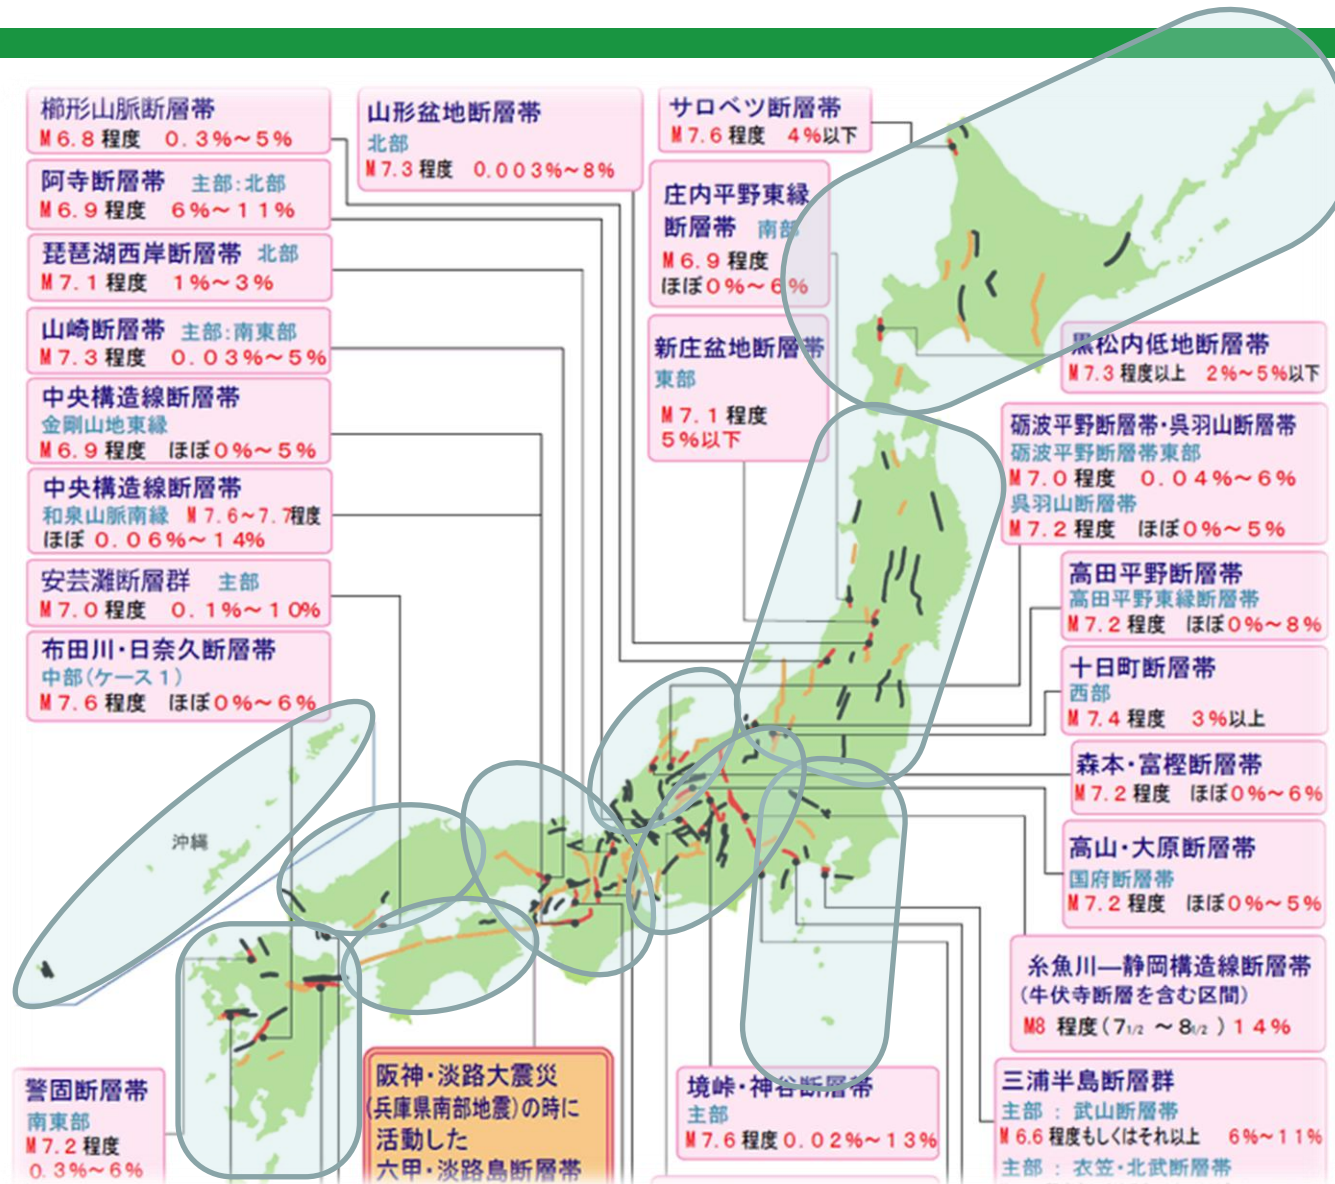 櫛形山脈断層帯
M6.8程度 0.3%～5%
阿寺断層帯 主部:北部
M6.9程度 6%～11%
琵琶湖西岸断層帯 北部
M7.1程度 1%～3%
山崎断層帯 主部:南東部
M7.3程度 0.03%～5%
中央構造線断層帯
金剛山地東縁
M6.9程度 ほぼ0%～5%
中央構造線断層帯
和泉山脈南縁 M7.6～7.7程度
ほぼ 0.06%～14%
安芸灘断層群 主部
M7.0程度 0.1%～10%
布田川・日奈久断層帯
中部(ケース1)
M7.6程度 ほぼ0%～6%
沖縄
警固断層帯
南東部
M7.2程度
0.3%～6%
山形盆地断層帯
北部
M7.3程度 0.003%～8%
サロベツ断層帯
M7.6程度 4%以下
庄内平野東縁
断層帯 南部
M6.9程度
ほぼ0%～6%
新庄盆地断層帯
東部
M7.1程度
5%以下
黒松内低地断層帯
M7.3程度以上 2%～5%以下
砺波平野断層帯・呉羽山断層帯
砺波平野断層帯東部
M7.0程度 0.04%～6%
呉羽山断層帯
M7.2程度 ほぼ0%～5%
高田平野断層帯
高田平野東縁断層帯
M7.2程度 ほぼ0%～8%
十日町断層帯
西部
M7.4程度 3%以上
森本・富樫断層帯
M7.2程度 ほぼ0%～6%
高山・大原断層帯
国府断層帯
M7.2程度 ほぼ0%～5%
糸魚川―静岡構造線断層帯
(牛伏寺断層を含む区間)
M8 程度(7 1/2 ～8 1/2 )14%
三浦半島断層群
主部 : 武山断層帯
M6.6程度もしくはそれ以上 6%～11%
主部 : 衣笠・北武断層帯
阪神・淡路大震災
(兵庫県南部地震)の時に
活動した
六甲・淡路島断層帯
境峠・神谷断層帯
主部
M7.6程度 0.02%～13%